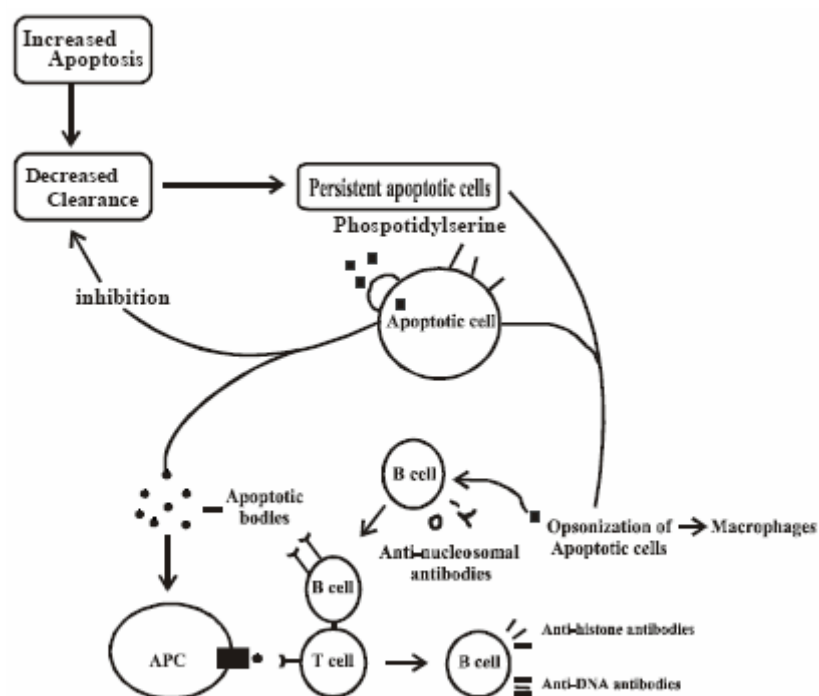 Increased
Apoptosis
Decreased
Clearance
Persistent apoptotic cells
Phospotidylserine
inhibition
Apoptotic cell
B cell
Apoptotic
bodies
Anti-nucleosomal
antibodies
Opsonization of
Apoptotic cells
Macrophages
B cell
APC
T cell
B cell
Anti-histone antibodies
Anti-DNA antibodies